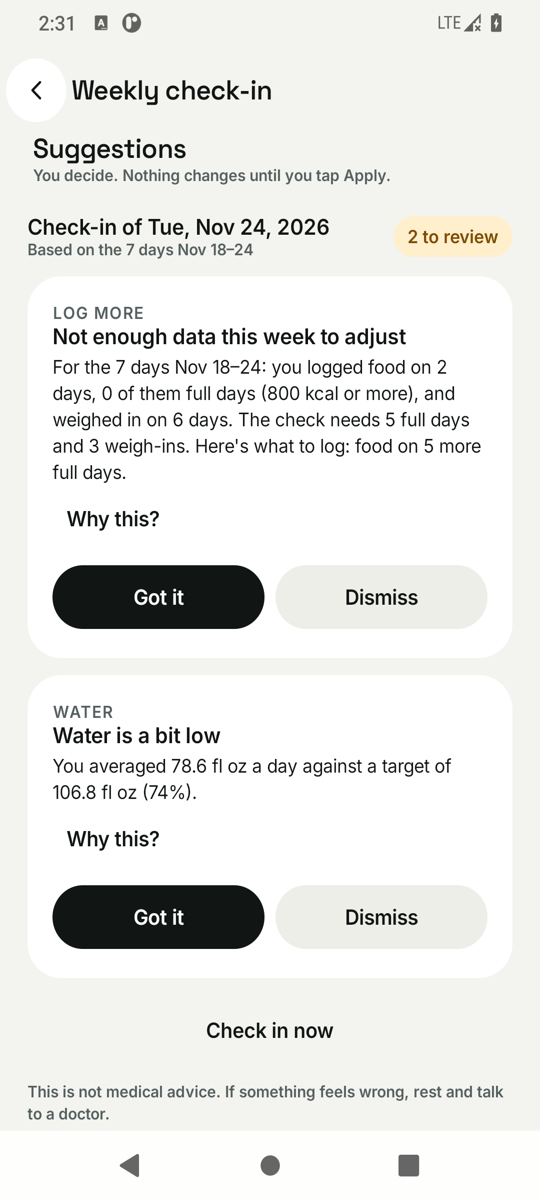 2:31
LTE
Weekly check-in
Suggestions
You decide. Nothing changes until you tap Apply.
Check-in of Tue, Nov 24, 2026
Based on the 7 days Nov 18–24
2 to review
LOG MORE
Not enough data this week to adjust
For the 7 days Nov 18–24: you logged food on 2
days, 0 of them full days (800 kcal or more), and
weighed in on 6 days. The check needs 5 full days
and 3 weigh-ins. Here's what to log: food on 5 more
full days.
Why this?
Got it
Dismiss
WATER
Water is a bit low
You averaged 78.6 fl oz a day against a target of
106.8 fl oz (74%).
Why this?
Got it
Dismiss
Check in now
This is not medical advice. If something feels wrong, rest and talk
to a doctor.